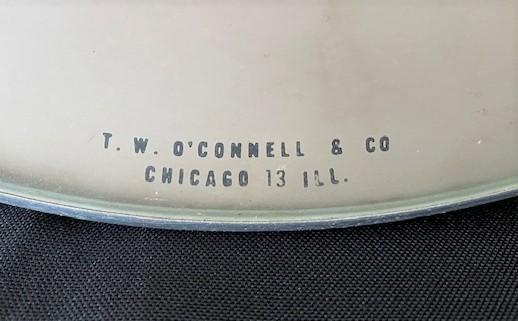 T. W. O'CONNELL & CO
CHICAGO 13 ILL.